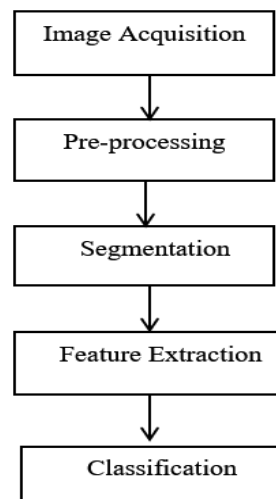 Image Acquisition
Pre-processing
Segmentation
Feature Extraction
Classification